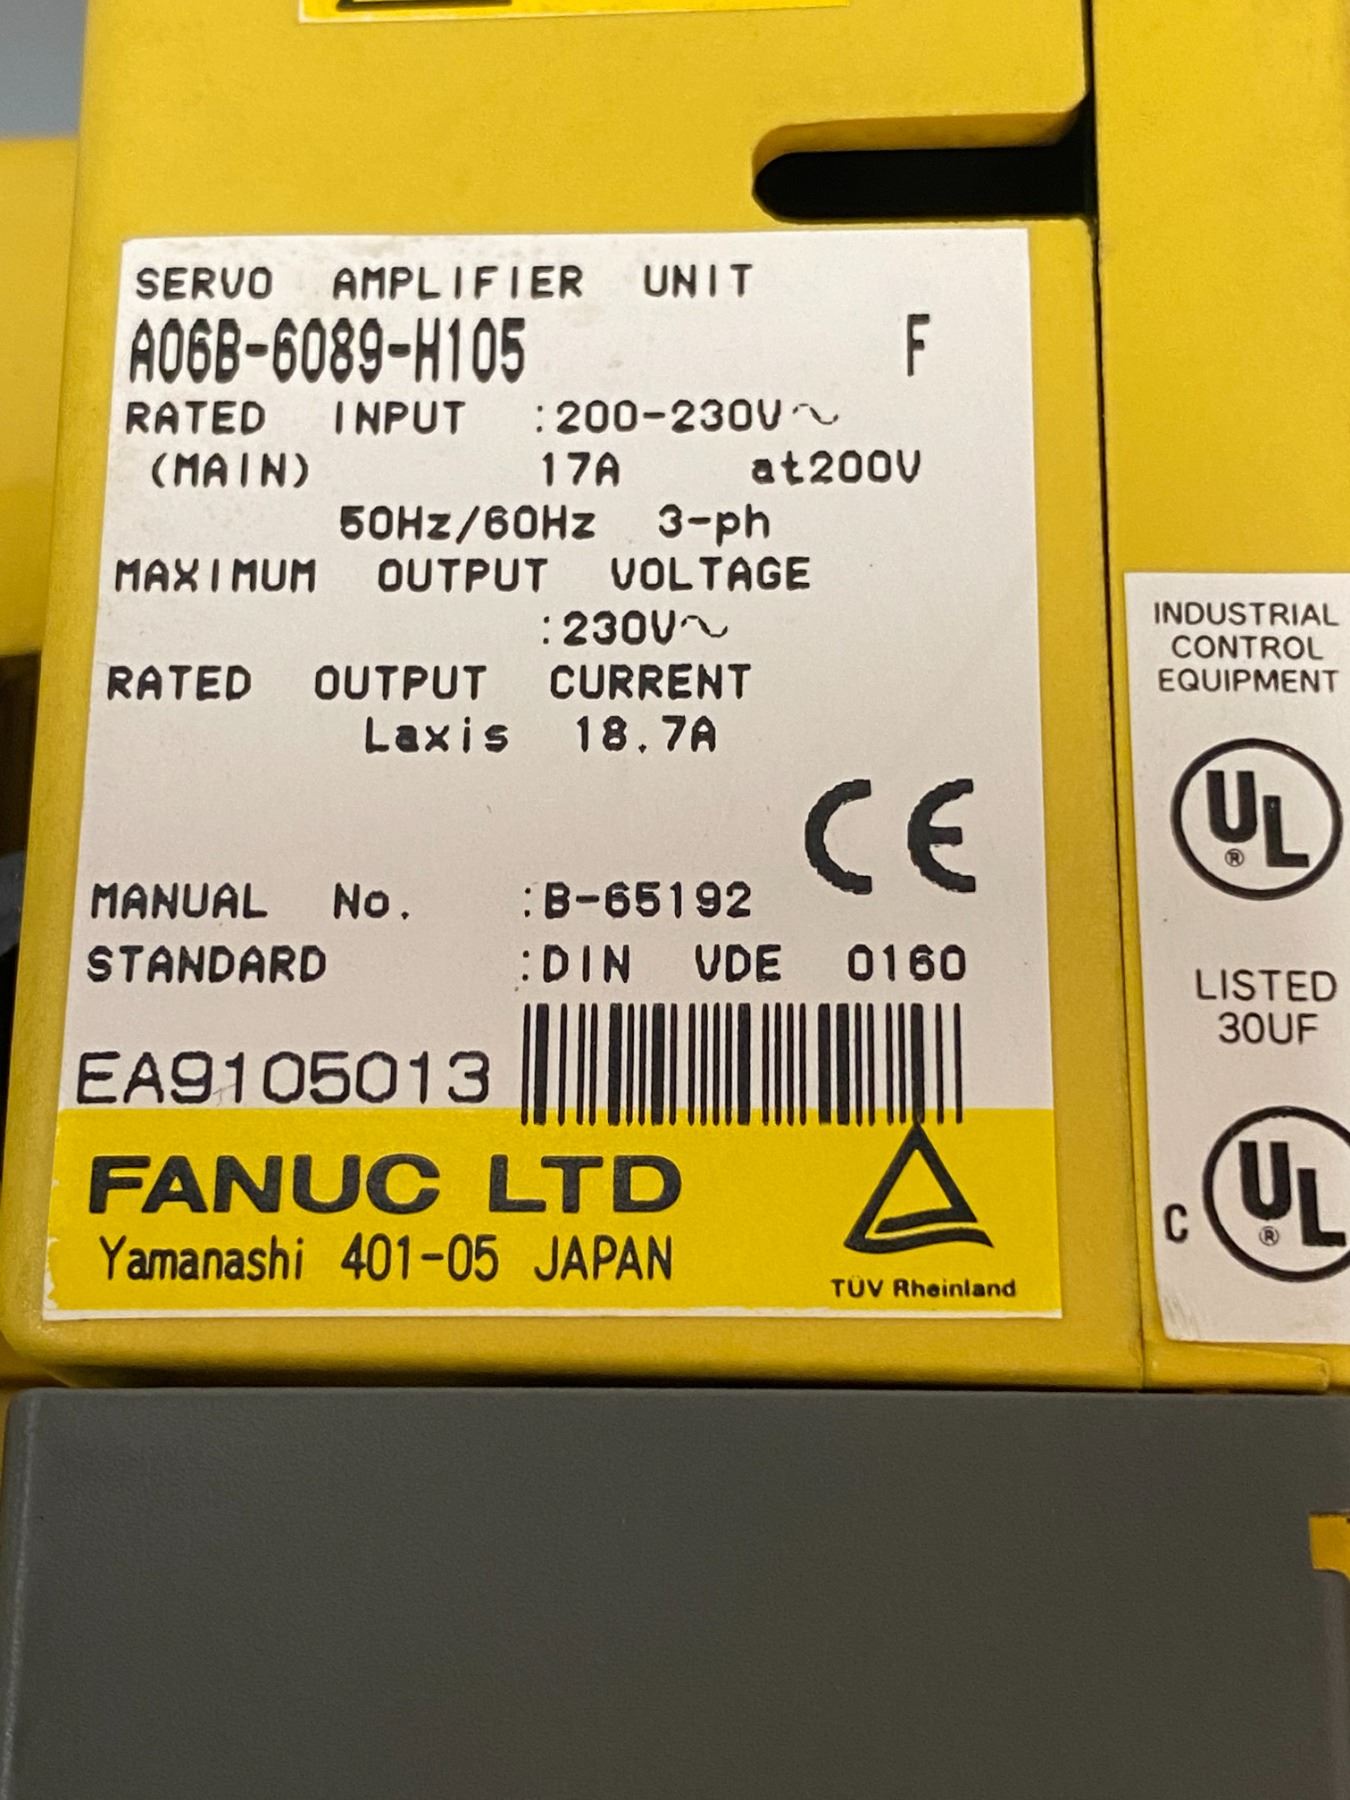 SERVO AMPLIFIER UNIT
A06B-6089-H105 F
RATED INPUT :200-230V~
(MAIN) 17A at200V
50Hz/60Hz 3-ph
MAXIMUM OUTPUT VOLTAGE
:230V~
RATED OUTPUT CURRENT
Laxis 18.7A
CE
MANUAL No. :B-65192
STANDARD :DIN VDE 0160
EA9105013
FANUC LTD
Yamanashi 401-05 JAPAN
TÜV Rheinland
INDUSTRIAL
CONTROL
EQUIPMENT
UL
®
LISTED
30UF
C UL
®